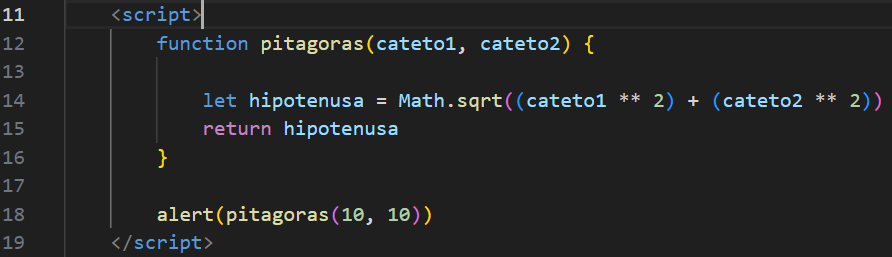 11 <script>
12 function pitagoras(cateto1, cateto2) {
13
14 let hipotenusa = Math.sqrt((cateto1 ** 2) + (cateto2 ** 2))
15 return hipotenusa
16 }
17
18 alert(pitagoras(10, 10))
19 </script>